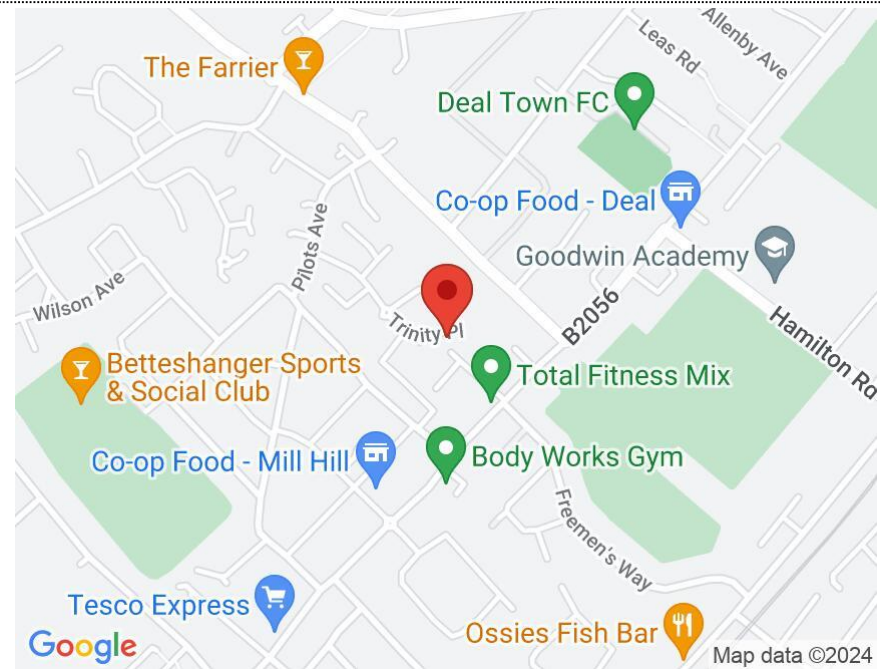 Allenby Ave
Leas Rd
The Farrier
Deal Town FC
Co-op Food - Deal
Goodwin Academy
Pilots Ave
Wilson Ave
Trinity Pl
B2056
Hamilton Rd
Betteshanger Sports
& Social Club
Total Fitness Mix
Co-op Food - Mill Hill
Body Works Gym
Freemen's Way
Tesco Express
Ossies Fish Bar
Google
Map data ©2024